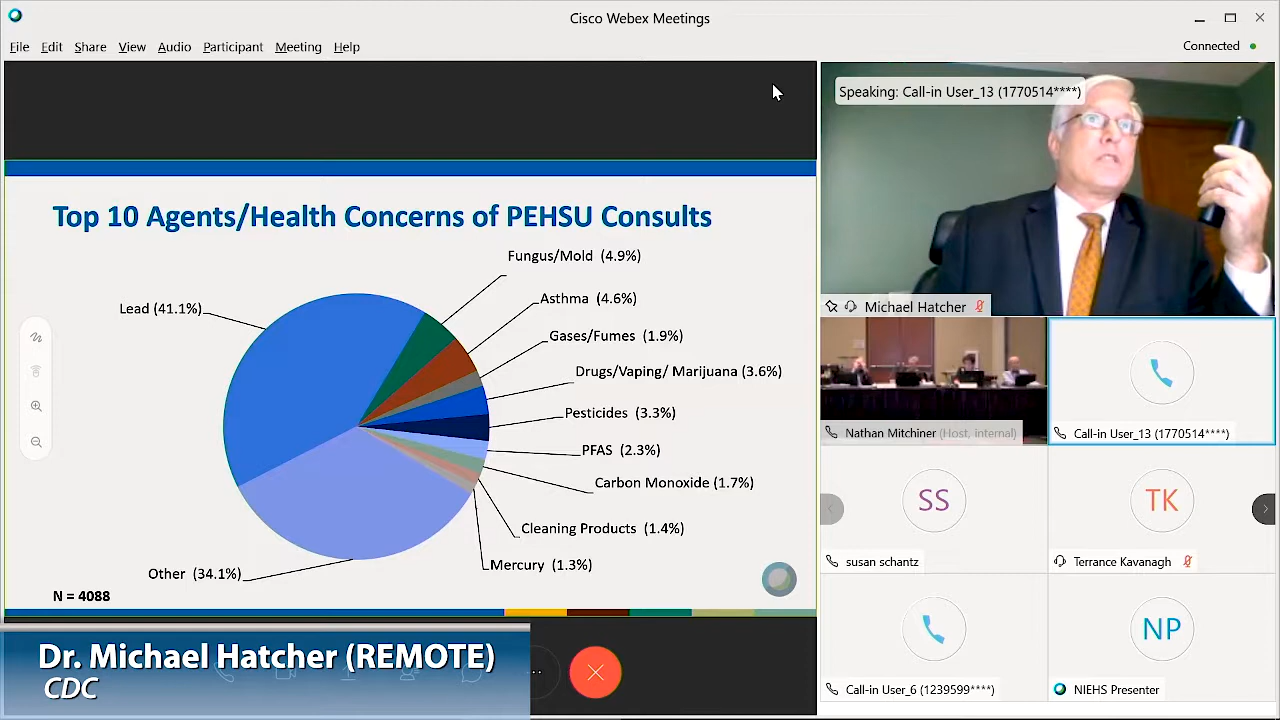 Cisco Webex Meetings
File Edit Share View Audio Participant Meeting Help
Connected
Speaking: Call-in User_13 (1770514****)
Top 10 Agents/Health Concerns of PEHSU Consults
Fungus/Mold (4.9%)
Asthma (4.6%)
Lead (41.1%)
Gases/Fumes (1.9%)
Drugs/Vaping/ Marijuana (3.6%)
Pesticides (3.3%)
PFAS (2.3%)
Carbon Monoxide (1.7%)
Cleaning Products (1.4%)
Mercury (1.3%)
Other (34.1%)
N = 4088
Michael Hatcher
Nathan Mitchiner (Host, internal)
Call-in User_13 (1770514****)
SS
susan schantz
TK
Terrance Kavanagh
Call-in User_6 (1239599****)
NP
NIEHS Presenter
Dr. Michael Hatcher (REMOTE)
CDC